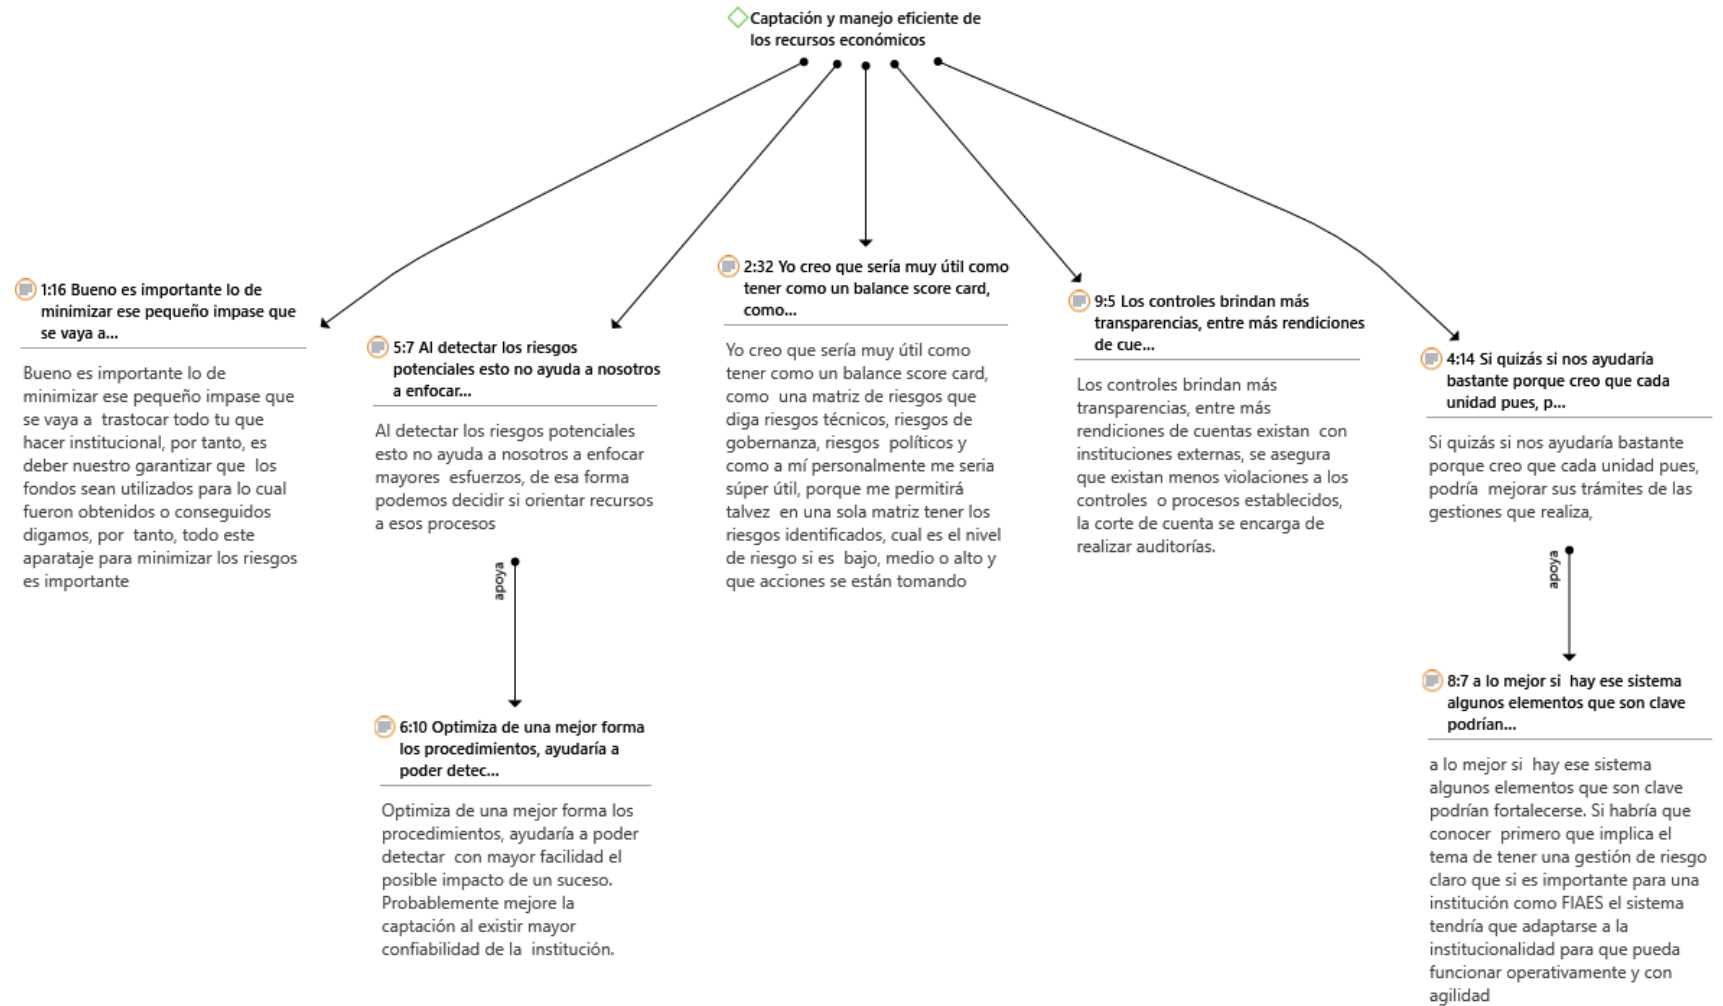 Captación y manejo eficiente de
los recursos económicos
1:16 Bueno es importante lo de
minimizar ese pequeño impase que
se vaya a...
Bueno es importante lo de
minimizar ese pequeño impase que
se vaya a  trastocar todo tu que
hacer institucional, por tanto, es
deber nuestro garantizar que  los
fondos sean utilizados para lo cual
fueron obtenidos o conseguidos
digamos, por  tanto, todo este
aparataje para minimizar los riesgos
es importante
5:7 Al detectar los riesgos
potenciales esto no ayuda a nosotros
a enfocar...
Al detectar los riesgos potenciales
esto no ayuda a nosotros a enfocar
mayores  esfuerzos, de esa forma
podemos decidir si orientar recursos
a esos procesos
apoya
6:10 Optimiza de una mejor forma
los procedimientos, ayudaría a
poder detec...
Optimiza de una mejor forma los
procedimientos, ayudaría a poder
detectar  con mayor facilidad el
posible impacto de un suceso.
Probablemente mejore la
captación al existir mayor
confiabilidad de la  institución.
2:32 Yo creo que sería muy útil como
tener como un balance score card,
como...
Yo creo que sería muy útil como
tener como un balance score card,
como  una matriz de riesgos que
diga riesgos técnicos, riesgos de
gobernanza, riesgos  políticos y
como a mí personalmente me seria
súper útil, porque me permitirá
talvez  en una sola matriz tener los
riesgos identificados, cual es el nivel
de riesgo si es  bajo, medio o alto y
que acciones se están tomando
9:5 Los controles brindan más
transparencias, entre más rendiciones
de cue...
Los controles brindan más
transparencias, entre más
rendiciones de cuentas existan  con
instituciones externas, se asegura
que existan menos violaciones a los
controles  o procesos establecidos,
la corte de cuenta se encarga de
realizar auditorías.
4:14 Si quizás si nos ayudaría
bastante porque creo que cada
unidad pues, p...
Si quizás si nos ayudaría bastante
porque creo que cada unidad pues,
podría  mejorar sus trámites de las
gestiones que realiza,
apoya
8:7 a lo mejor si  hay ese sistema
algunos elementos que son clave
podrían...
a lo mejor si  hay ese sistema
algunos elementos que son clave
podrían fortalecerse. Si habría que
conocer  primero que implica el
tema de tener una gestión de riesgo
claro que si es importante para una
institución como FIAES el sistema
tendría que adaptarse a la
institucionalidad para que pueda
funcionar operativamente y con
agilidad